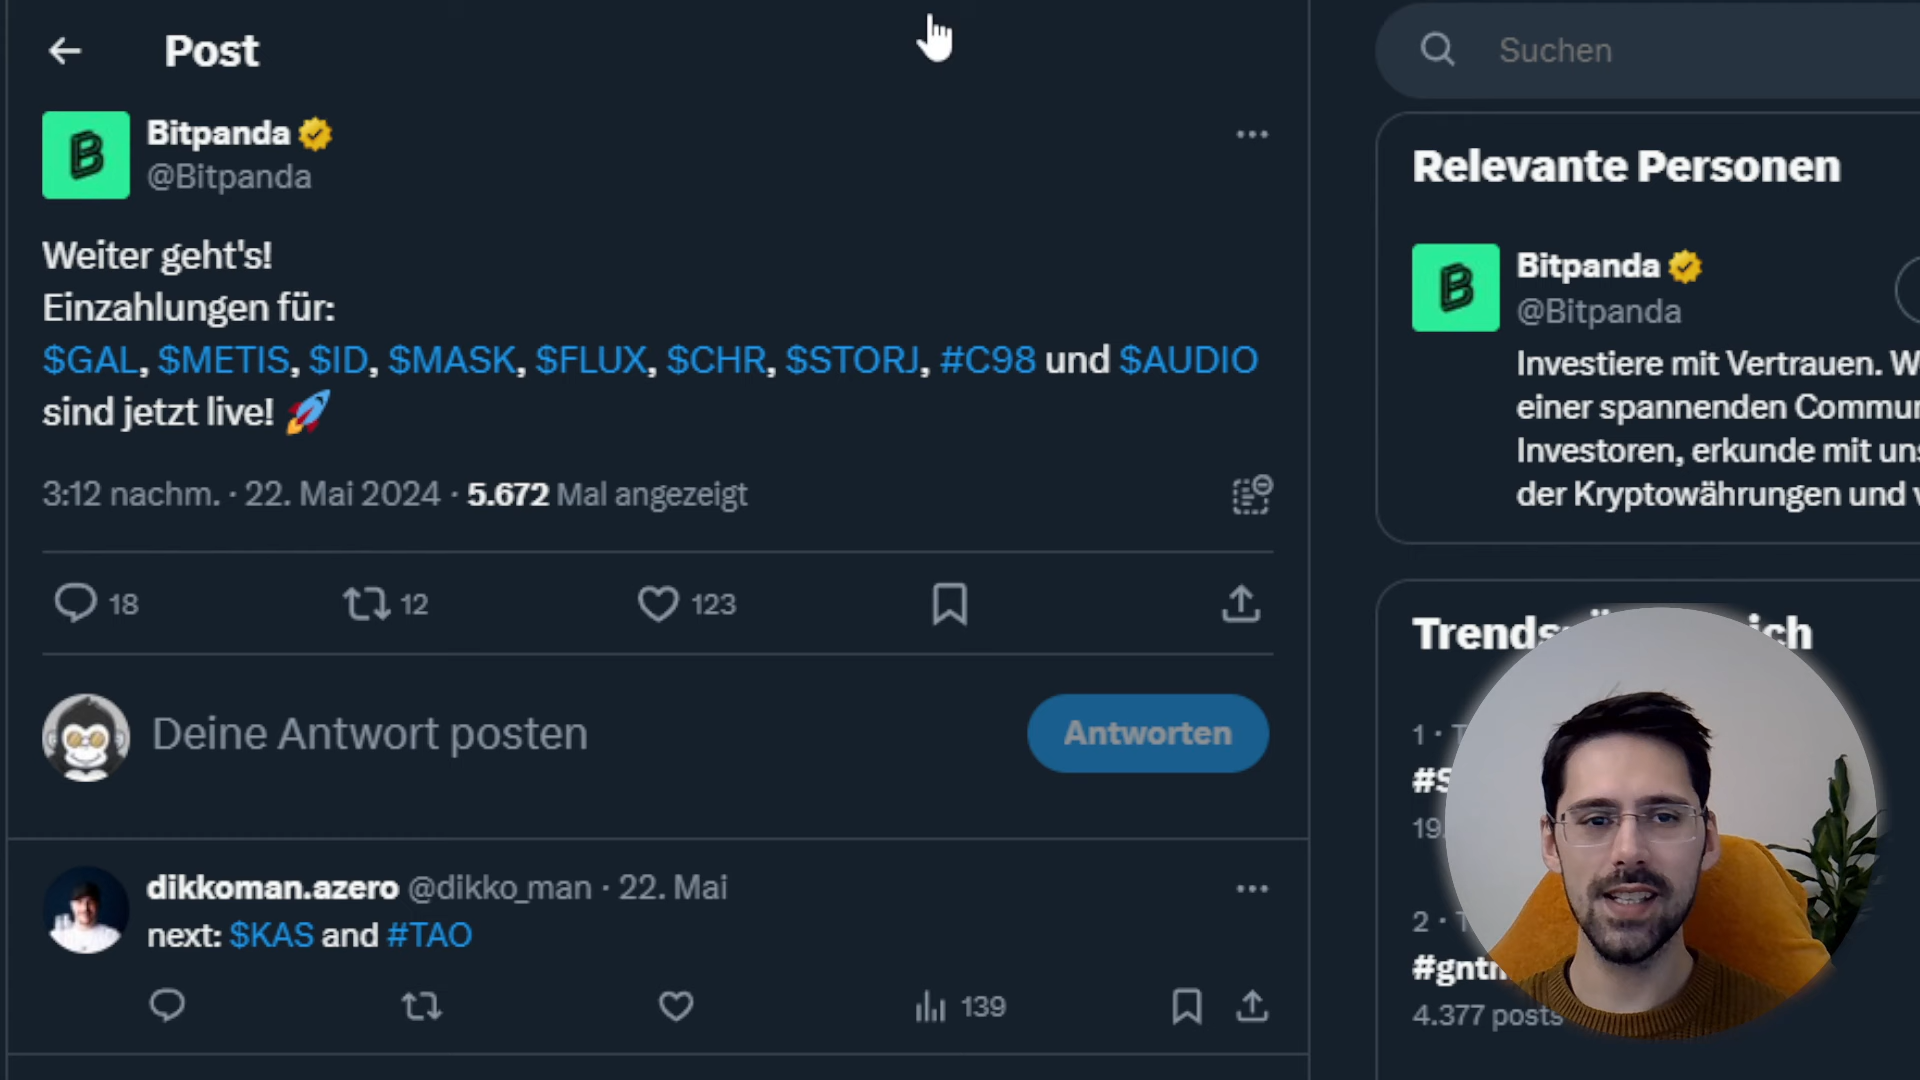 Post
Suchen
Bitpanda
@Bitpanda
Weiter geht's!
Einzahlungen für:
$GAL, $METIS, $ID, $MASK, $FLUX, $CHR, $STORJ, #C98 und $AUDIO
sind jetzt live! 🚀
3:12 nachm. · 22. Mai 2024 · 5.672 Mal angezeigt
18
12
123
Deine Antwort posten
Antworten
dikkoman.azero @dikko_man · 22. Mai
next: $KAS and #TAO
139
Relevante Personen
Bitpanda
@Bitpanda
Investiere mit Vertrauen.
einer spannenden
Investoren, erkunde mit
der Kryptowährungen und
1 ·
19.
2 ·
4.377 posts